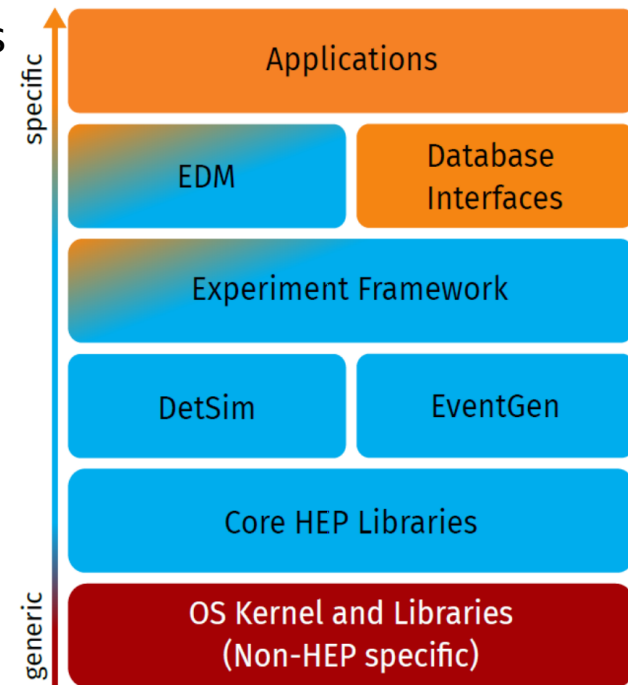 s
specific
Applications
EDM
Database
Interfaces
Experiment Framework
DetSim
EventGen
Core HEP Libraries
generic
OS Kernel and Libraries
(Non-HEP specific)